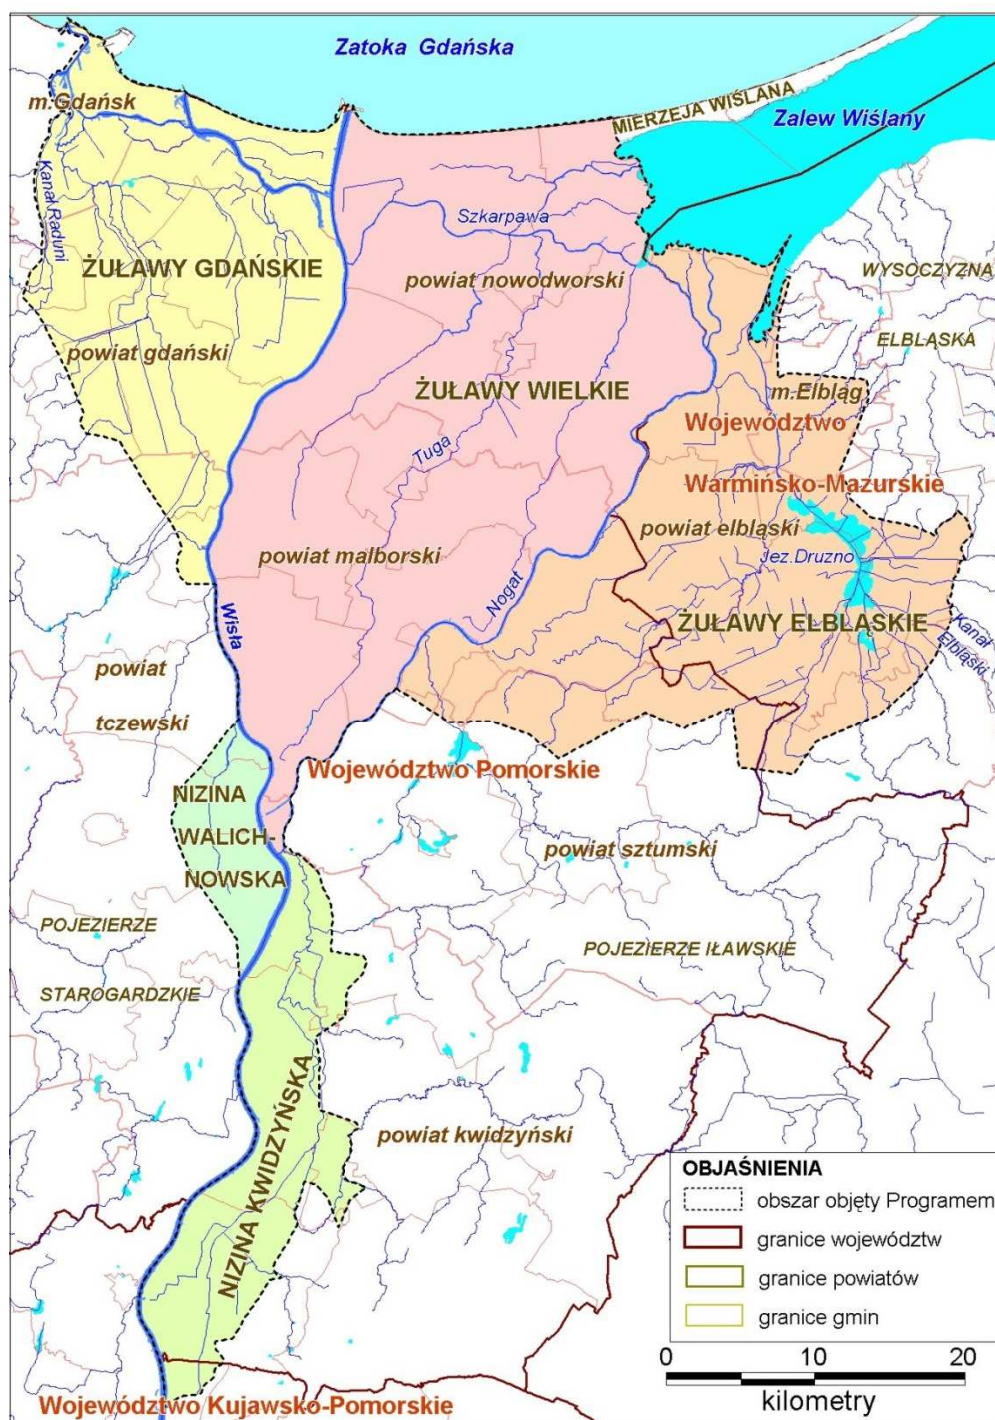 Zatoka Gdańska
MIERZEJA WIŚLANA
Zalew Wiślany
m.Gdańsk
Kanał Raduni
Szkarpawa
ŻUŁAWY GDAŃSKIE
powiat nowodworski
WYSOCZYZNA
ELBLĄSKA
powiat gdański
ŻUŁAWY WIELKIE
m.Elbląg
Województwo
Warmińsko-Mazurskie
Tuga
powiat elbląski
powiat malborski
Jez.Druzno
Nogat
Wisła
ŻUŁAWY ELBLĄSKIE
Kanał
Elbląski
powiat
tczewski
Województwo Pomorskie
NIZINA
WALICH-
NOWSKA
powiat sztumski
POJEZIERZE
STAROGARDZKIE
POJEZIERZE IŁAWSKIE
NIZINA KWIDZYŃSKA
powiat kwidzyński
OBJAŚNIENIA
obszar objęty Programem
granice województw
granice powiatów
granice gmin
0 10 20
kilometry
Województwo Kujawsko-Pomorskie